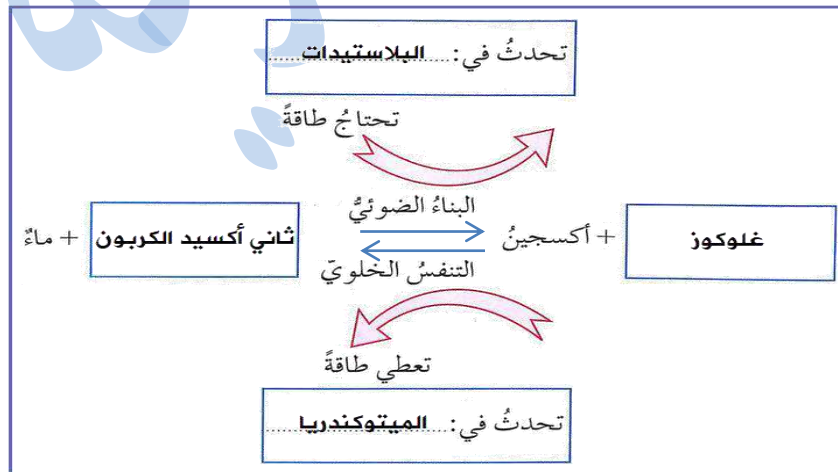 تحدثُ في: البلاستيدات
تحتاجُ طاقةً
البناءُ الضوئيُّ
غلوكوز + أكسجينُ
ثاني أكسيد الكربون + ماءٌ
التنفسُ الخلويّ
تعطي طاقةً
تحدثُ في: الميتوكندريا